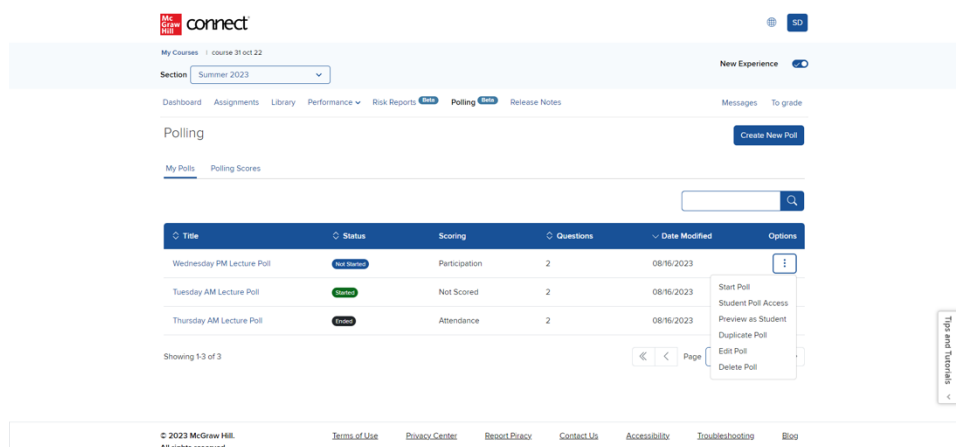 Mc Graw Hill connect SD
My Courses | course 31 oct 22
New Experience
Section Summer 2023
Dashboard Assignments Library Performance Risk Reports Beta Polling Beta Release Notes Messages To grade
Polling
Create New Poll
My Polls Polling Scores
Title Status Scoring Questions Date Modified Options
Wednesday PM Lecture Poll Not Started Participation 2 08/16/2023
Start Poll
Tuesday AM Lecture Poll Started Not Scored 2 08/16/2023
Student Poll Access
Preview as Student
Thursday AM Lecture Poll Ended Attendance 2 08/16/2023
Duplicate Poll
Edit Poll
Showing 1-3 of 3 Page
Delete Poll
Tips and Tutorials
© 2023 McGraw Hill. Terms of Use Privacy Center Report Piracy Contact Us Accessibility Troubleshooting Blog
All rights reserved